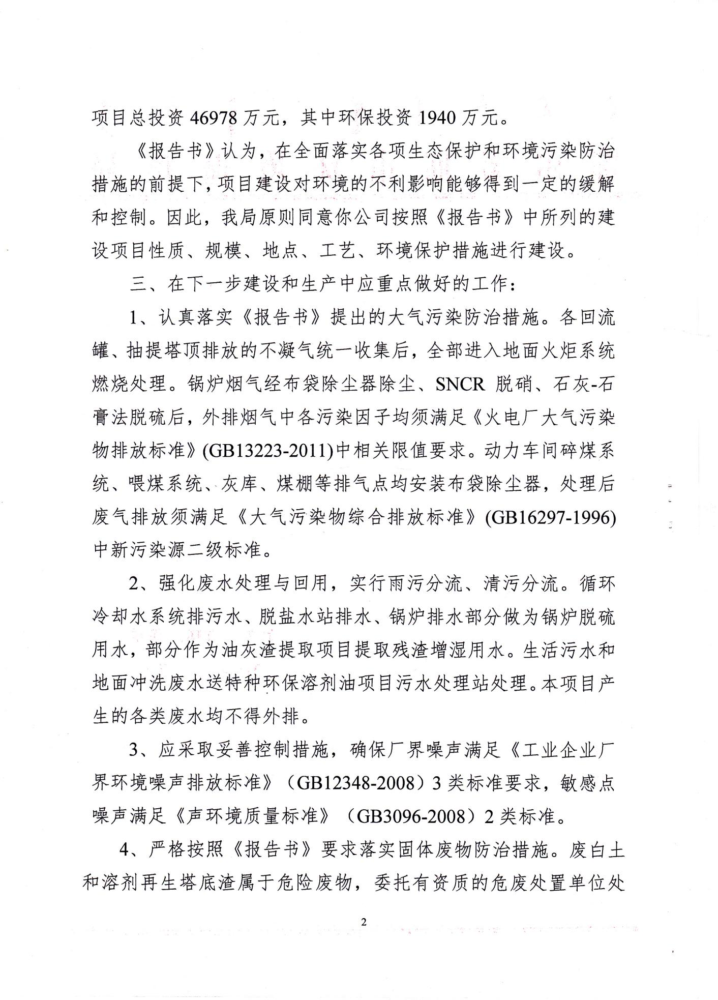 项目总投资 46978 万元，其中环保投资 1940 万元。
《报告书》认为，在全面落实各项生态保护和环境污染防治
措施的前提下，项目建设对环境的不利影响能够得到一定的缓解
和控制。因此，我局原则同意你公司按照《报告书》中所列的建
设项目性质、规模、地点、工艺、环境保护措施进行建设。
三、在下一步建设和生产中应重点做好的工作：
1、认真落实《报告书》提出的大气污染防治措施。各回流
罐、抽提塔顶排放的不凝气统一收集后，全部进入地面火炬系统
燃烧处理。锅炉烟气经布袋除尘器除尘、SNCR 脱硝、石灰-石
膏法脱硫后，外排烟气中各污染因子均须满足《火电厂大气污染
物排放标准》(GB13223-2011)中相关限值要求。动力车间碎煤系
统、喂煤系统、灰库、煤棚等排气点均安装布袋除尘器，处理后
废气排放须满足《大气污染物综合排放标准》(GB16297-1996)
中新污染源二级标准。
2、强化废水处理与回用，实行雨污分流、清污分流。循环
冷却水系统排污水、脱盐水站排水、锅炉排水部分做为锅炉脱硫
用水，部分作为油灰渣提取项目提取残渣增湿用水。生活污水和
地面冲洗废水送特种环保溶剂油项目污水处理站处理。本项目产
生的各类废水均不得外排。
3、应采取妥善控制措施，确保厂界噪声满足《工业企业厂
界环境噪声排放标准》（GB12348-2008）3 类标准要求，敏感点
噪声满足《声环境质量标准》（GB3096-2008）2 类标准。
4、严格按照《报告书》要求落实固体废物防治措施。废白土
和溶剂再生塔底渣属于危险废物，委托有资质的危废处置单位处
2